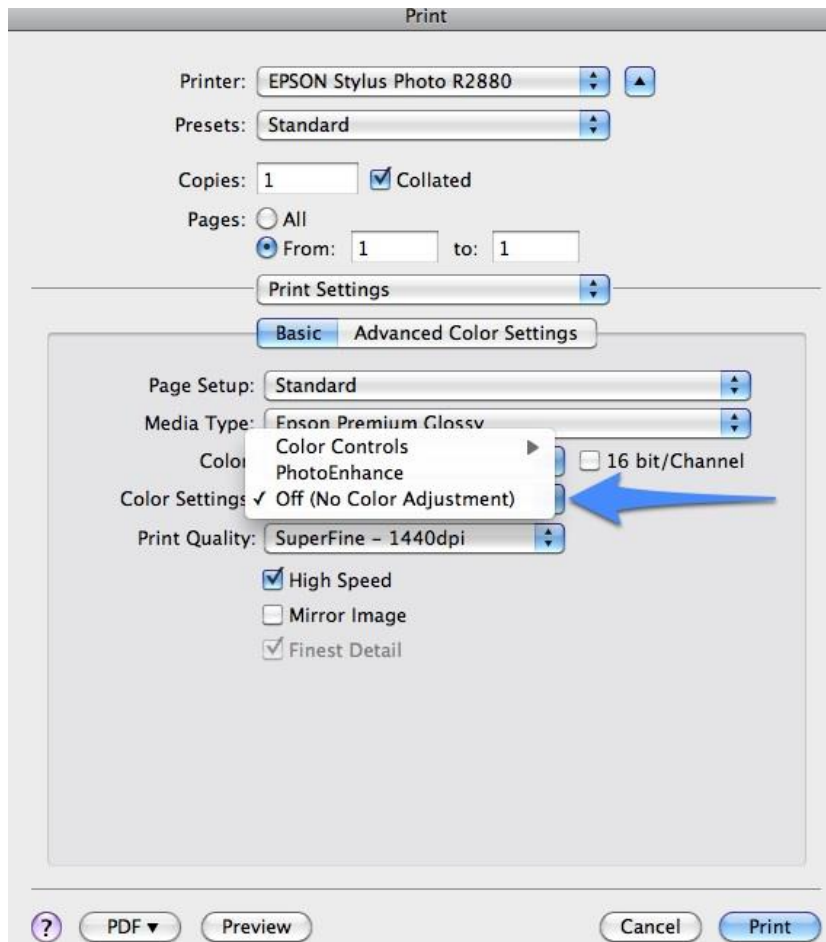 Print
Printer: EPSON Stylus Photo R2880
Presets: Standard
Copies: 1 Collated
Pages: All
From: 1 to: 1
Print Settings
Basic Advanced Color Settings
Page Setup: Standard
Media Type: Epson Premium Glossy
Color Controls
Color 16 bit/Channel
PhotoEnhance
Color Settings ✓ Off (No Color Adjustment)
Print Quality: SuperFine - 1440dpi
High Speed
Mirror Image
Finest Detail
? PDF ▾ Preview Cancel Print